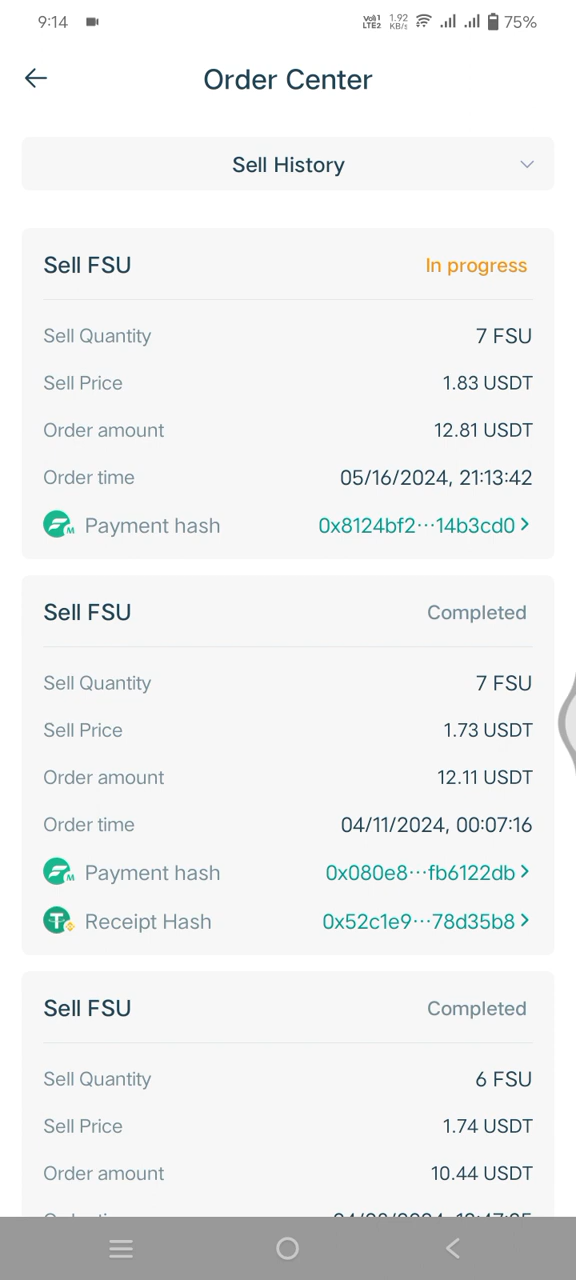 9:14
Vo)) 1
LTE2
1.92
KB/s
75%
Order Center
Sell History
Sell FSU
In progress
Sell Quantity
7 FSU
Sell Price
1.83 USDT
Order amount
12.81 USDT
Order time
05/16/2024, 21:13:42
Payment hash
0x8124bf2···14b3cd0
Sell FSU
Completed
Sell Quantity
7 FSU
Sell Price
1.73 USDT
Order amount
12.11 USDT
Order time
04/11/2024, 00:07:16
Payment hash
0x080e8···fb6122db
Receipt Hash
0x52c1e9···78d35b8
Sell FSU
Completed
Sell Quantity
6 FSU
Sell Price
1.74 USDT
Order amount
10.44 USDT